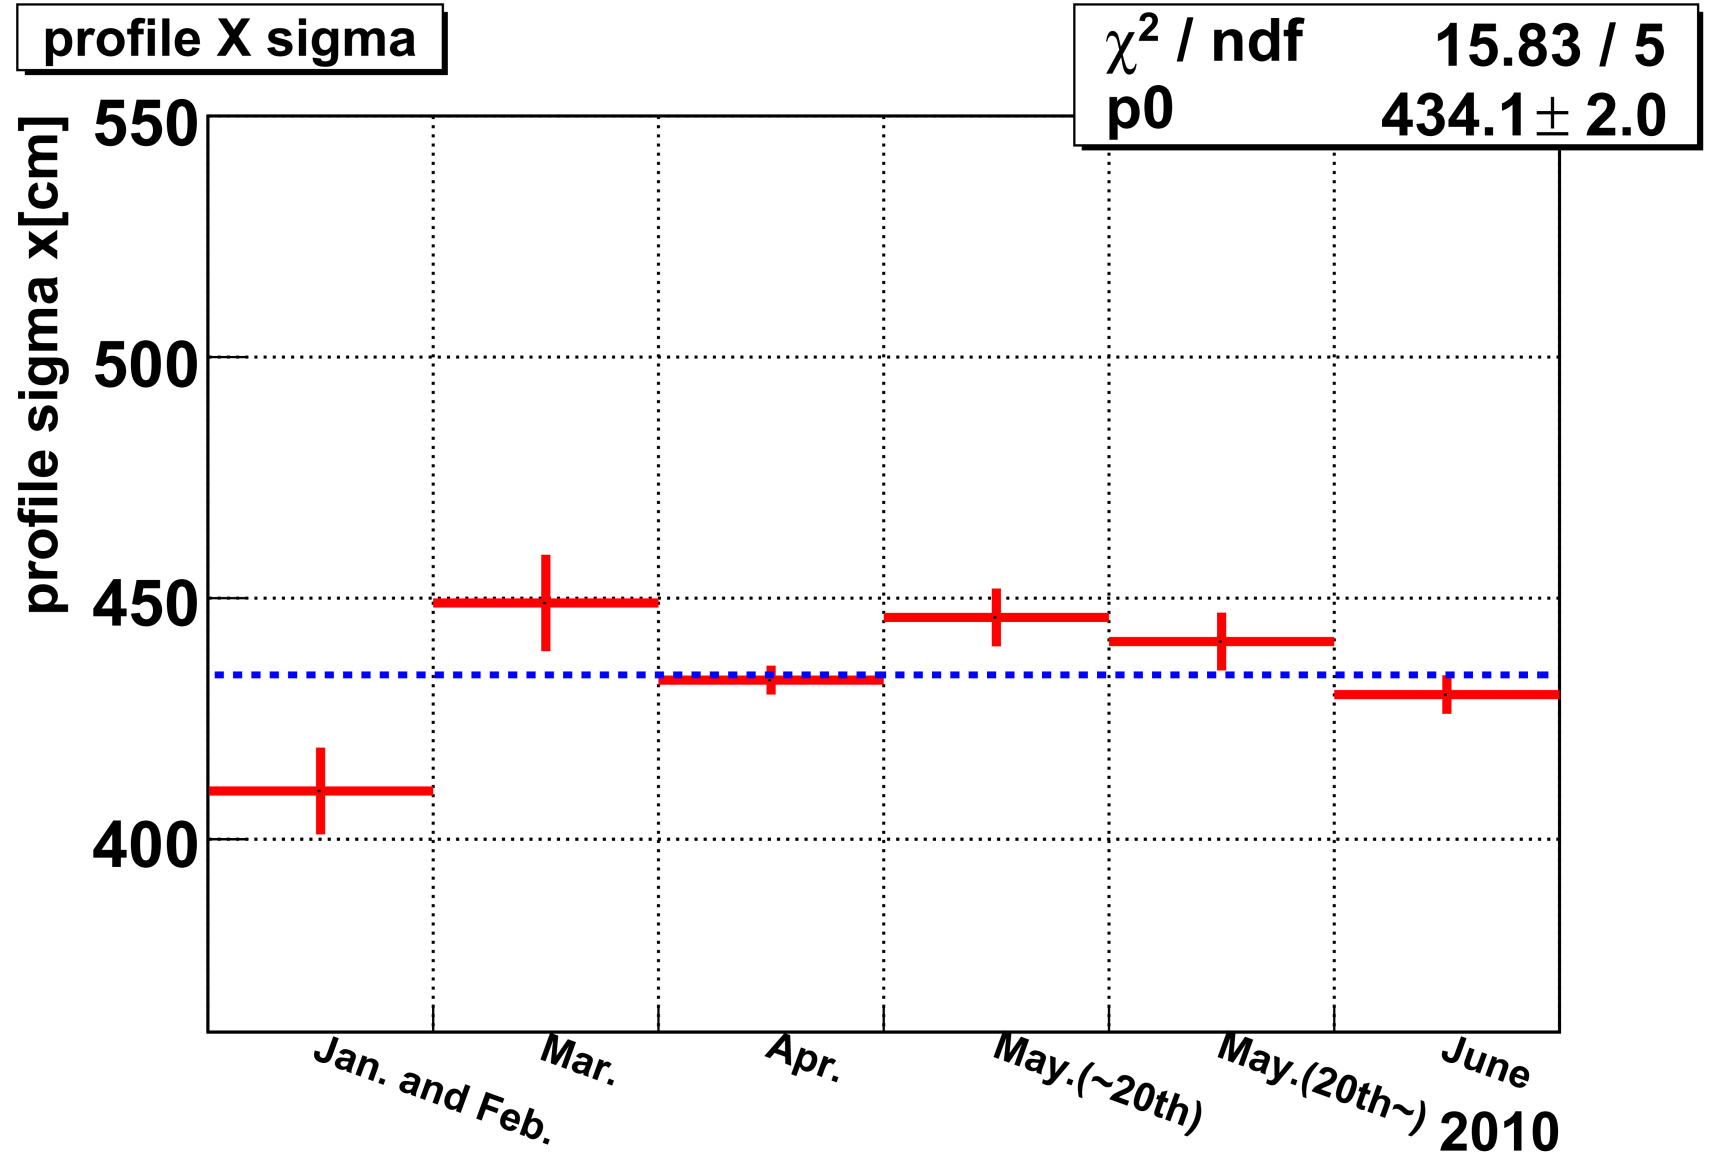 profile X sigma
χ² / ndf 15.83 / 5
p0 434.1 ± 2.0
profile sigma x[cm]
550
500
450
400
Jan. and Feb.
Mar.
Apr.
May.(~20th)
May.(20th~)
June
2010